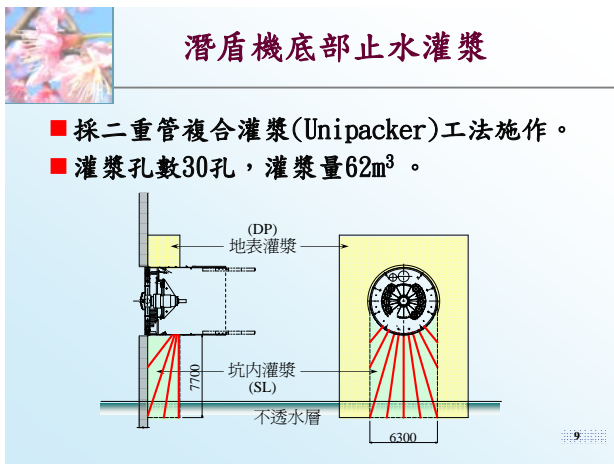 潛盾機底部止水灌漿
採二重管複合灌漿(Unipacker)工法施作。
灌漿孔數30孔，灌漿量62m³。
(DP)
地表灌漿
坑內灌漿
(SL)
7700
不透水層
6300
9